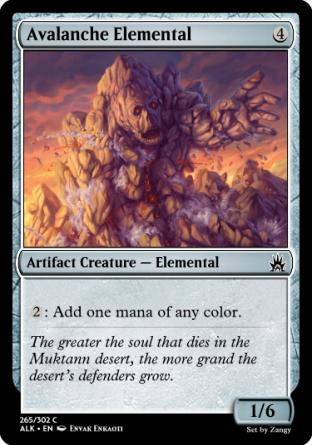 Avalanche Elemental 4
Artifact Creature — Elemental
2 : Add one mana of any color.
The greater the soul that dies in the
Muktann desert, the more grand the
desert's defenders grow.
1/6
265/302 C
ALK • EN Envak Enkaoti
Set by Zangy